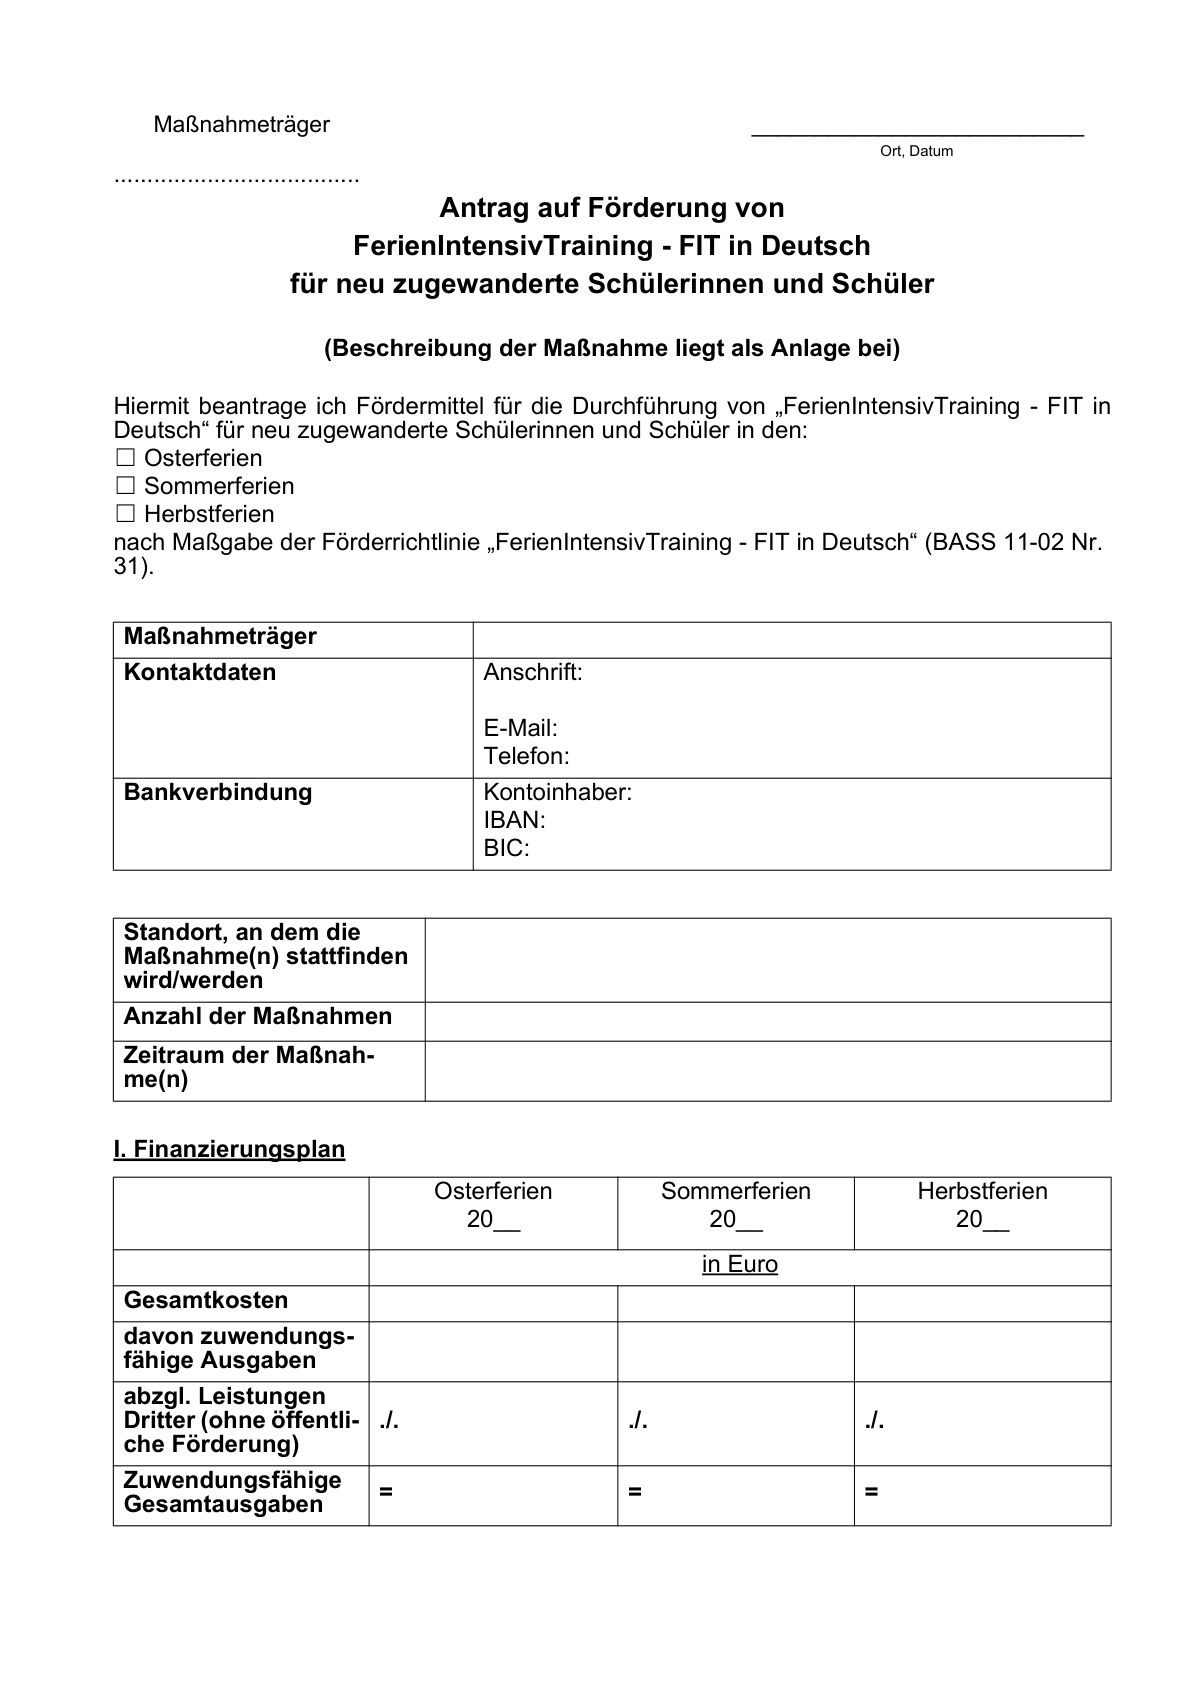 Maßnahmeträger
__________________________
Ort, Datum
.....................................
Antrag auf Förderung von
FerienIntensivTraining - FIT in Deutsch
für neu zugewanderte Schülerinnen und Schüler
(Beschreibung der Maßnahme liegt als Anlage bei)
Hiermit beantrage ich Fördermittel für die Durchführung von „FerienIntensivTraining - FIT in
Deutsch“ für neu zugewanderte Schülerinnen und Schüler in den:
☐ Osterferien
☐ Sommerferien
☐ Herbstferien
nach Maßgabe der Förderrichtlinie „FerienIntensivTraining - FIT in Deutsch“ (BASS 11-02 Nr.
31).
Maßnahmeträger
Kontaktdaten
Anschrift:
E-Mail:
Telefon:
Bankverbindung
Kontoinhaber:
IBAN:
BIC:
Standort, an dem die
Maßnahme(n) stattfinden
wird/werden
Anzahl der Maßnahmen
Zeitraum der Maßnah-
me(n)
I. Finanzierungsplan
Osterferien
20__
Sommerferien
20__
Herbstferien
20__
in Euro
Gesamtkosten
davon zuwendungs-
fähige Ausgaben
abzgl. Leistungen
Dritter (ohne öffentli-
che Förderung)
./.
./.
./.
Zuwendungsfähige
Gesamtausgaben
=
=
=